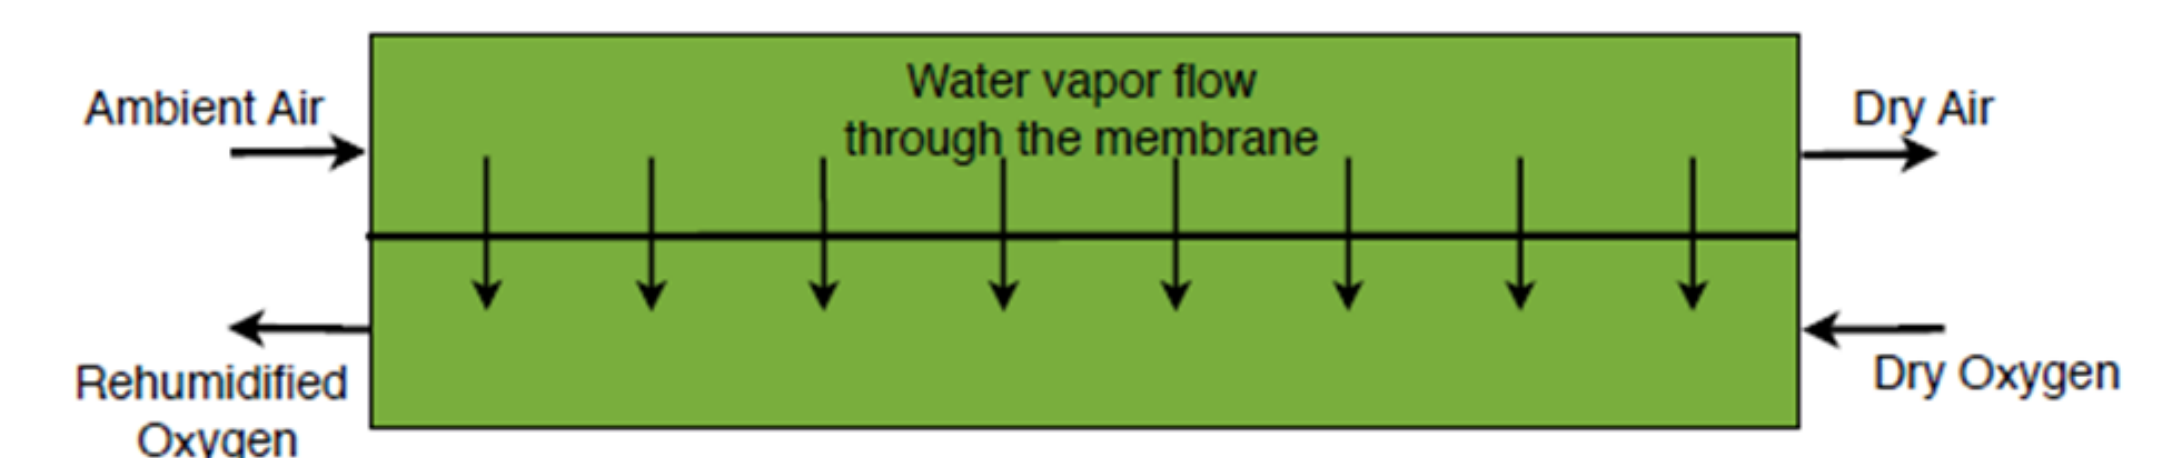 Water vapor flow
through the membrane
Ambient Air
Dry Air
Rehumidified
Oxygen
Dry Oxygen